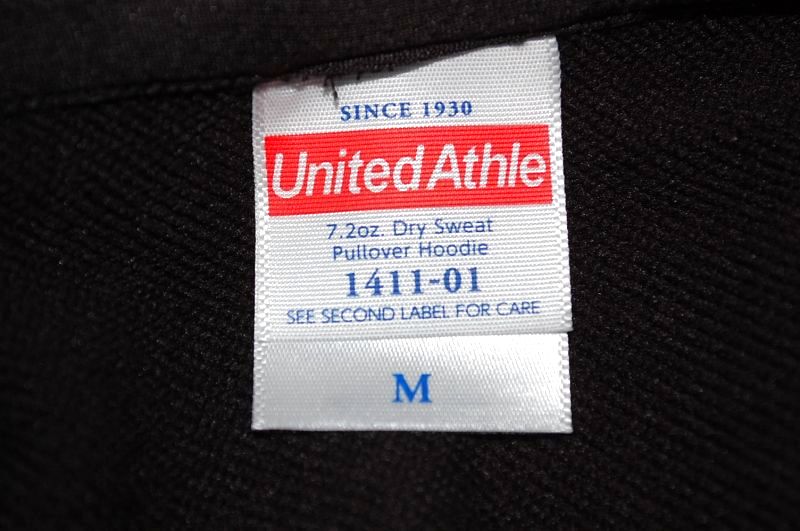 SINCE 1930
United Athle
7.2oz. Dry Sweat
Pullover Hoodie
1411-01
SEE SECOND LABEL FOR CARE
M